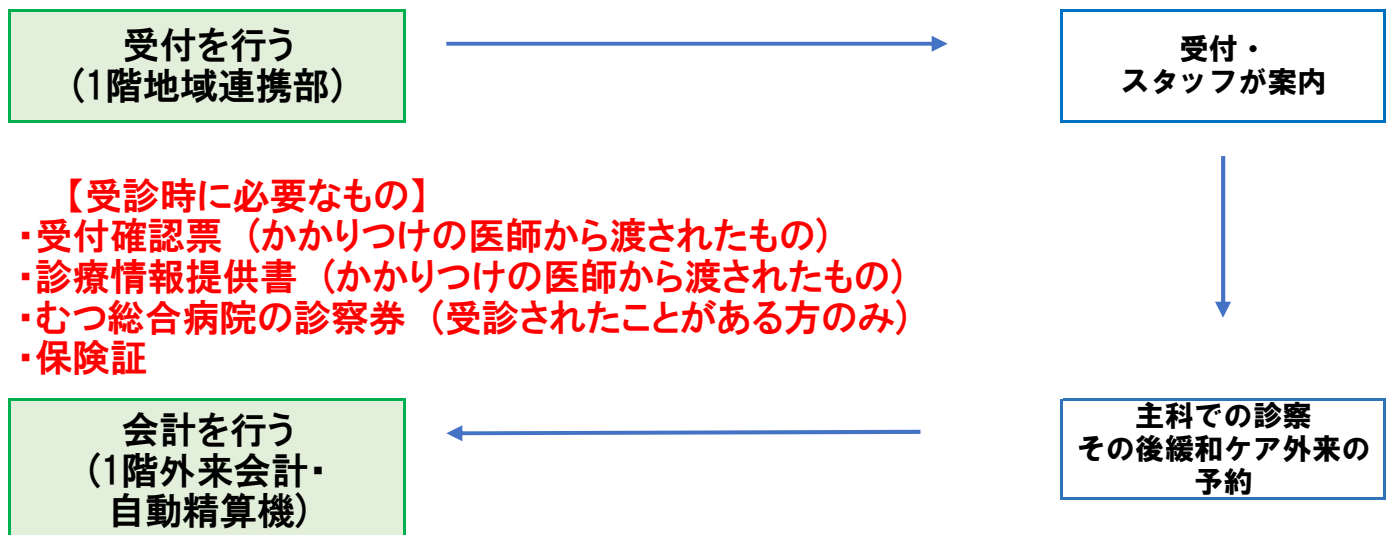 受付を行う
(1階地域連携部)
受付・
スタッフが案内
【受診時に必要なもの】
・受付確認票 (かかりつけの医師から渡されたもの)
・診療情報提供書 (かかりつけの医師から渡されたもの)
・むつ総合病院の診察券 (受診されたことがある方のみ)
・保険証
主科での診察
その後緩和ケア外来の
予約
会計を行う
(1階外来会計・
自動精算機)